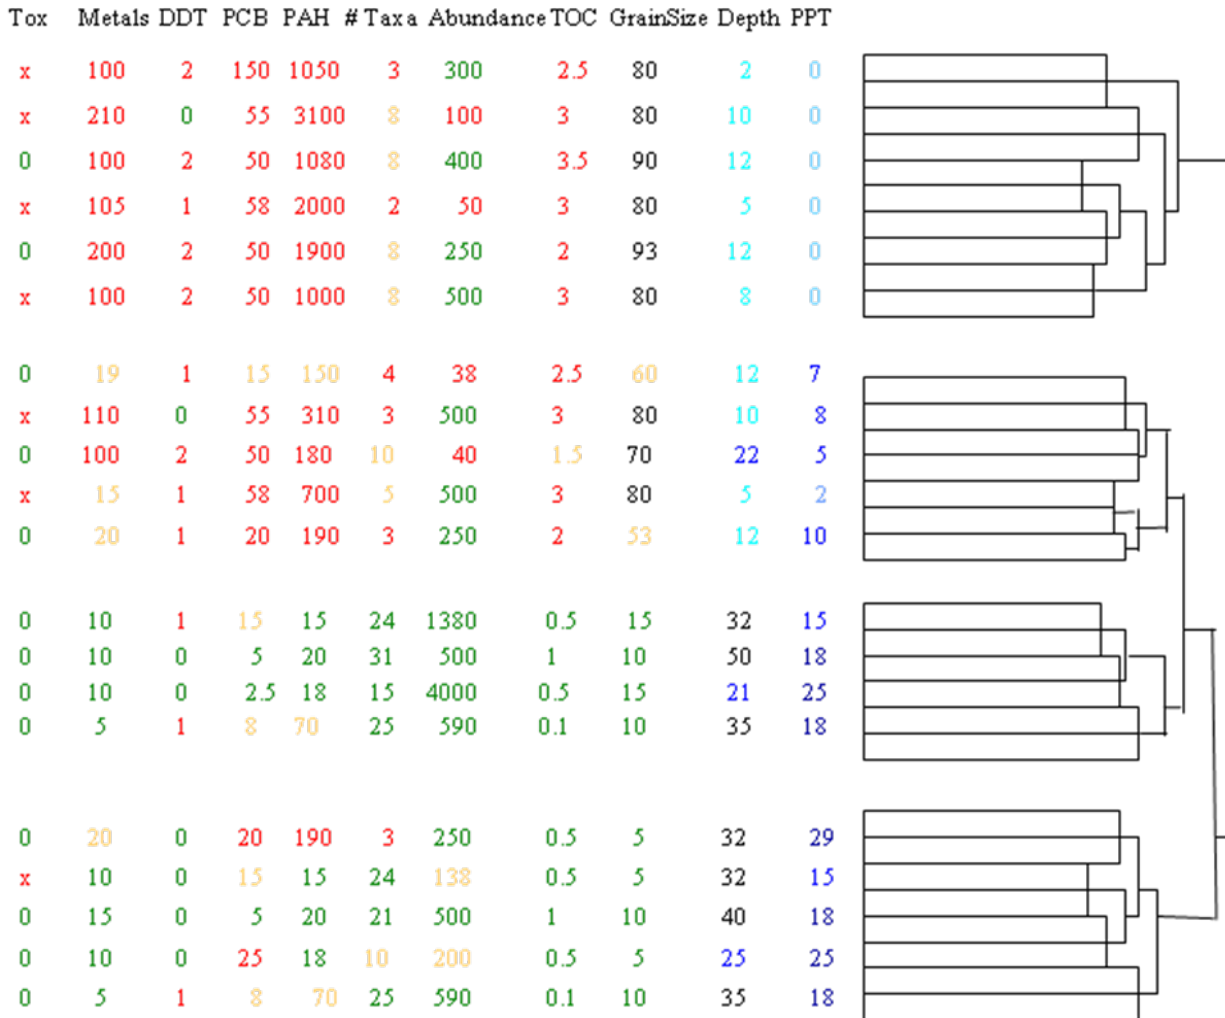 Tox Metals DDT PCB PAH # Taxa Abundance TOC GrainSize Depth PPT
x 100 2 150 1050 3 300 2.5 80 2 0
x 210 0 55 3100 8 100 3 80 10 0
0 100 2 50 1080 8 400 3.5 90 12 0
x 105 1 58 2000 2 50 3 80 5 0
0 200 2 50 1900 8 250 2 93 12 0
x 100 2 50 1000 8 500 3 80 8 0
0 19 1 15 150 4 38 2.5 60 12 7
x 110 0 55 310 3 500 3 80 10 8
0 100 2 50 180 10 40 1.5 70 22 5
x 15 1 58 700 5 500 3 80 5 2
0 20 1 20 190 3 250 2 53 12 10
0 10 1 15 15 24 1380 0.5 15 32 15
0 10 0 5 20 31 500 1 10 50 18
0 10 0 2.5 18 15 4000 0.5 15 21 25
0 5 1 8 70 25 590 0.1 10 35 18
0 20 0 20 190 3 250 0.5 5 32 29
x 10 0 15 15 24 138 0.5 5 32 15
0 15 0 5 20 21 500 1 10 40 18
0 10 0 25 18 10 200 0.5 5 25 25
0 5 1 8 70 25 590 0.1 10 35 18